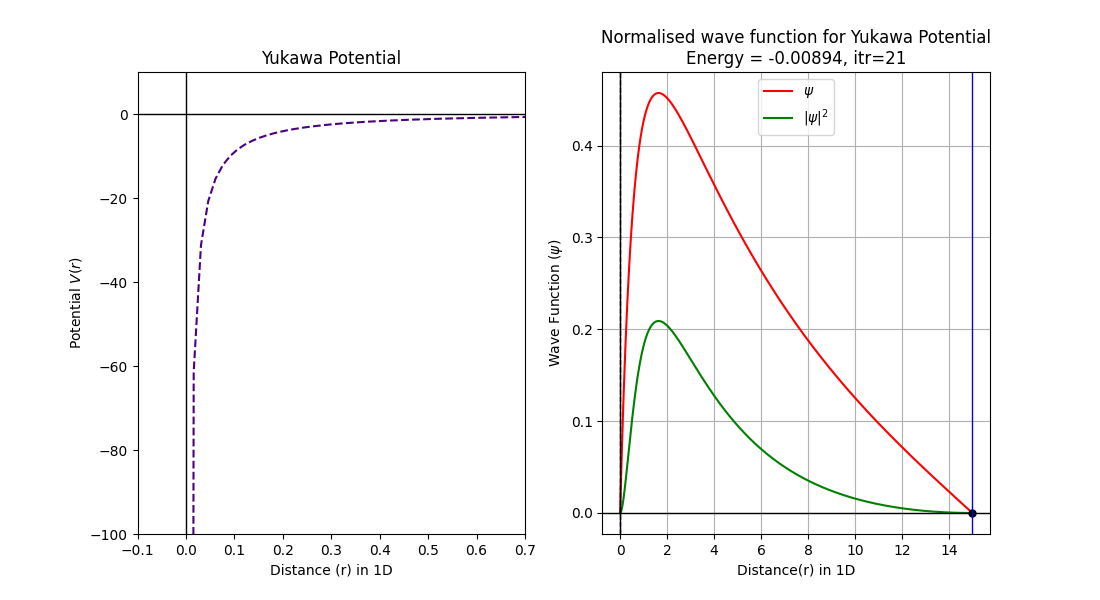 Yukawa Potential
0
−20
−40
−60
−80
−100
Potential V(r)
−0.1 0.0 0.1 0.2 0.3 0.4 0.5 0.6 0.7
Distance (r) in 1D
Normalised wave function for Yukawa Potential
Energy = -0.00894, itr=21
ψ
|ψ|²
0.4
0.3
0.2
0.1
0.0
Wave Function (ψ)
0 2 4 6 8 10 12 14
Distance(r) in 1D